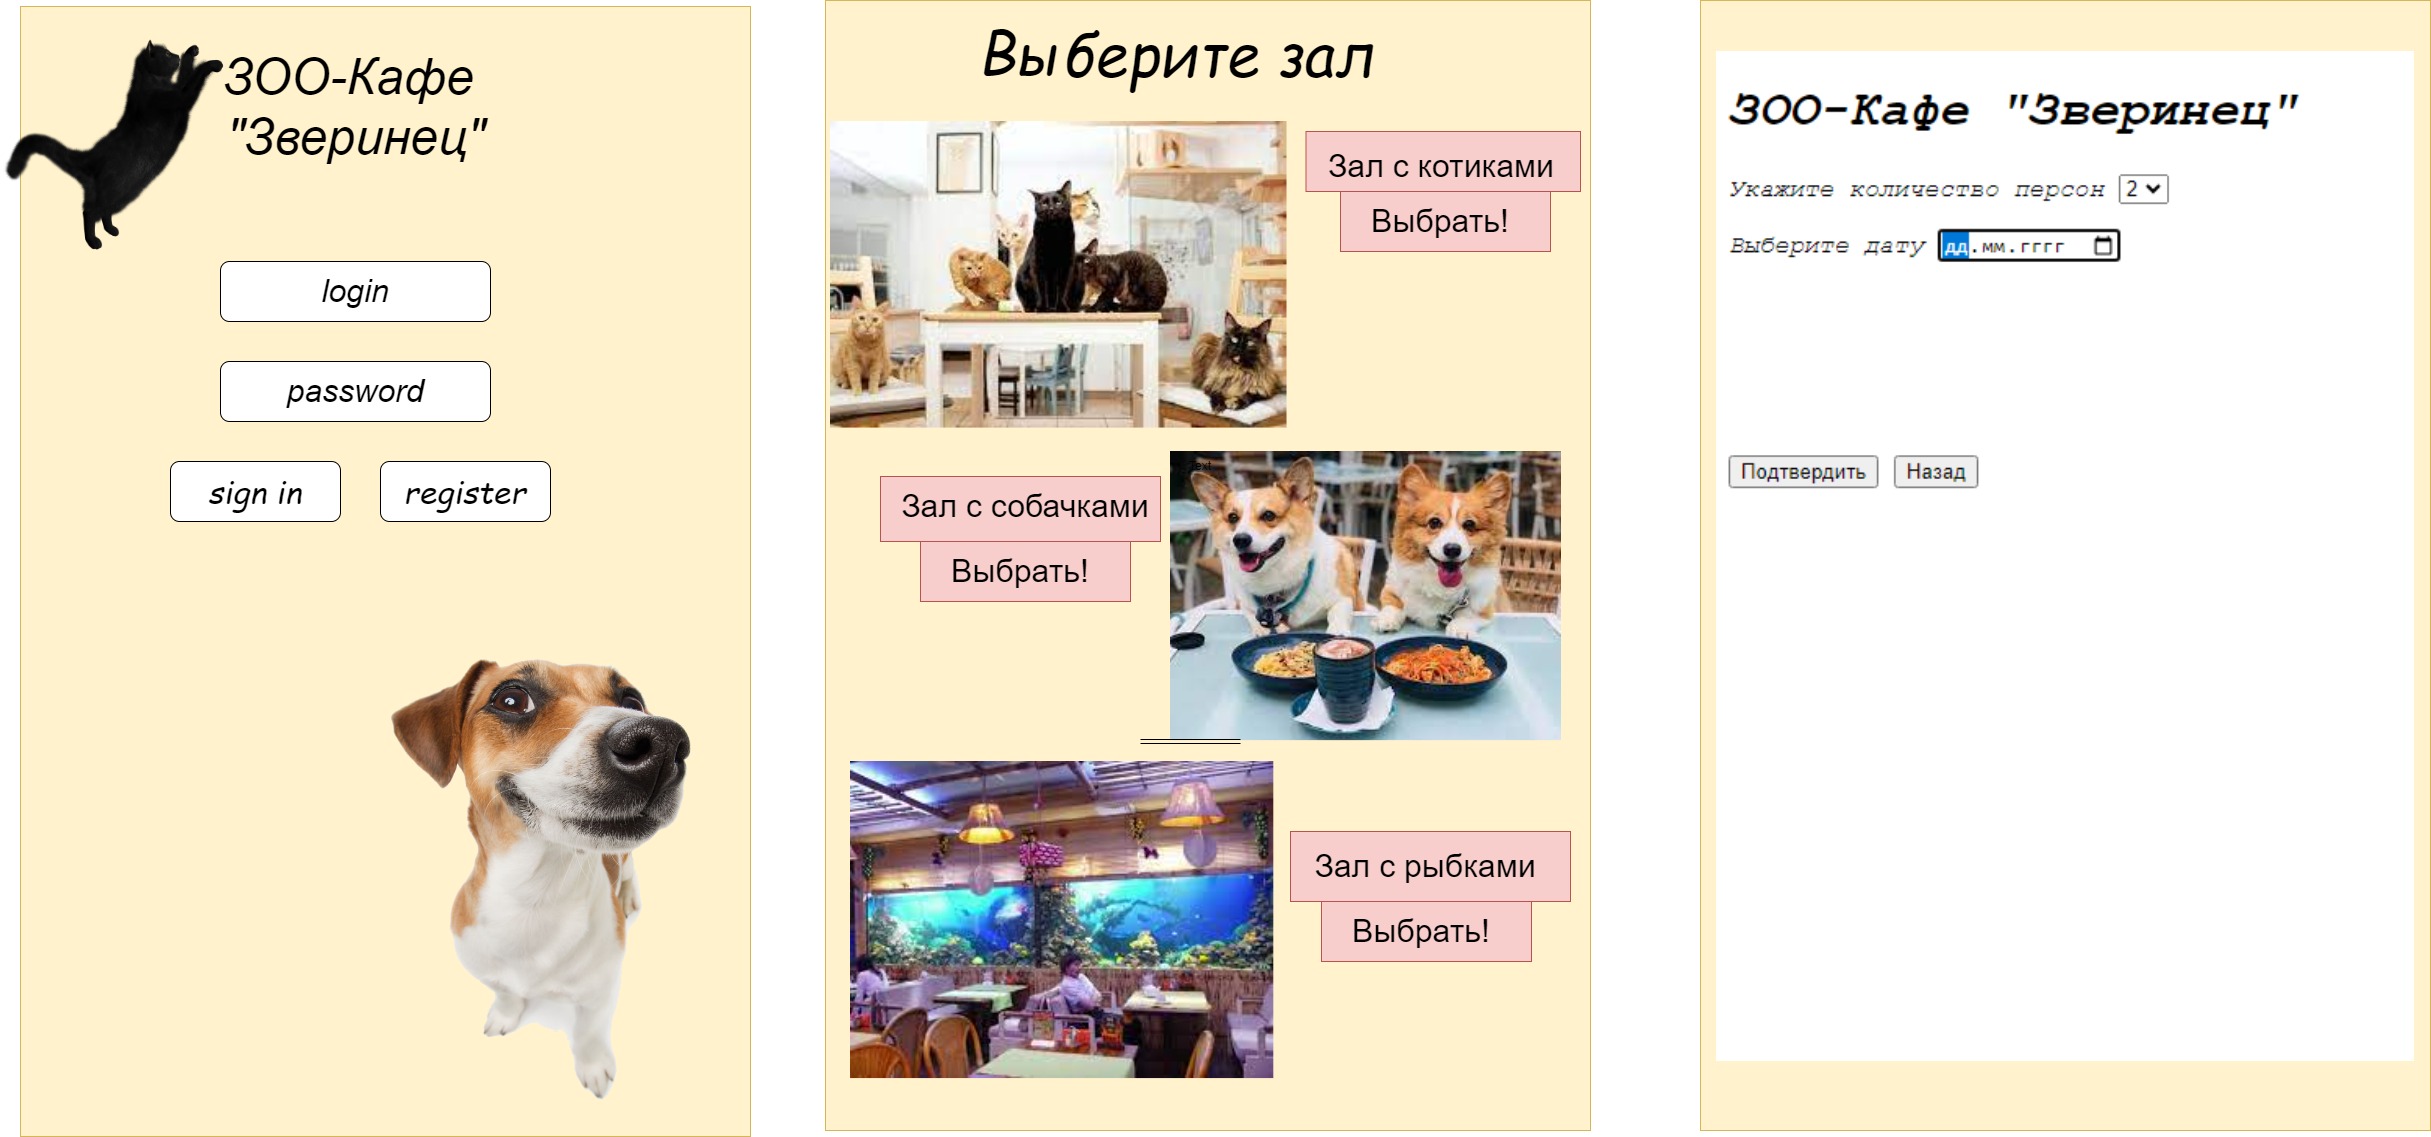 ЗОО-Кафе
"Зверинец"
login
password
sign in
register
Выберите зал
Зал с котиками
Выбрать!
Text
Зал с собачками
Выбрать!
Зал с рыбками
Выбрать!
ЗОО-Кафе "Зверинец"
Укажите количество персон 2
Выберите дату дд.мм.гггг
Подтвердить Назад